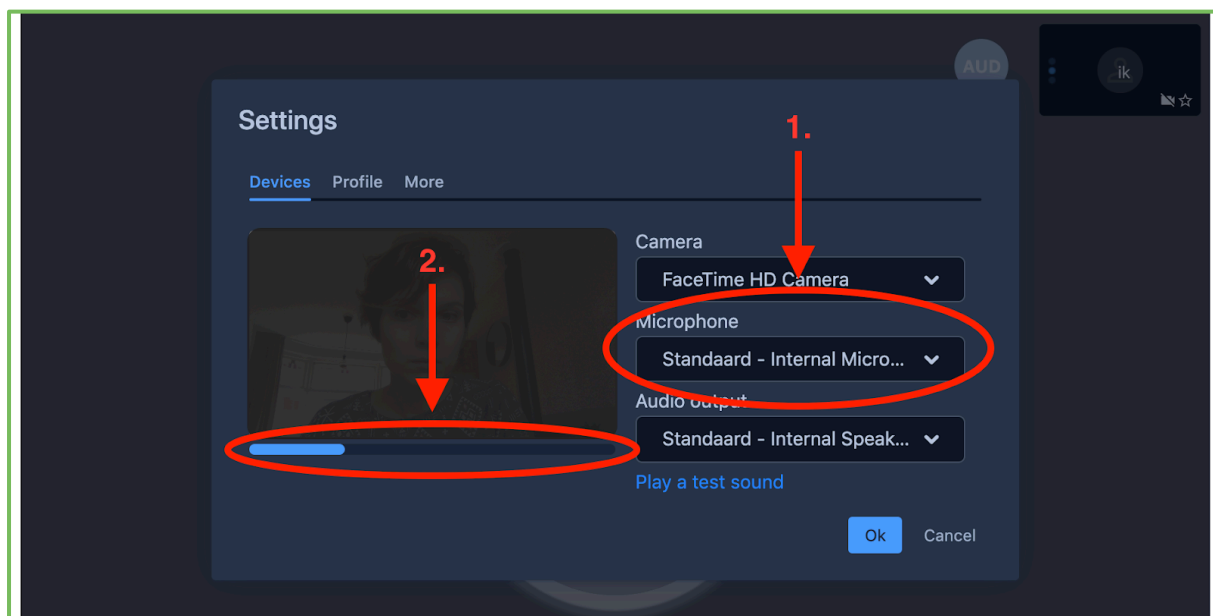 AUD
ik
Settings
1.
Devices Profile More
2.
Camera
FaceTime HD Camera
Microphone
Standaard - Internal Micro...
Audio output
Standaard - Internal Speak...
Play a test sound
Ok Cancel